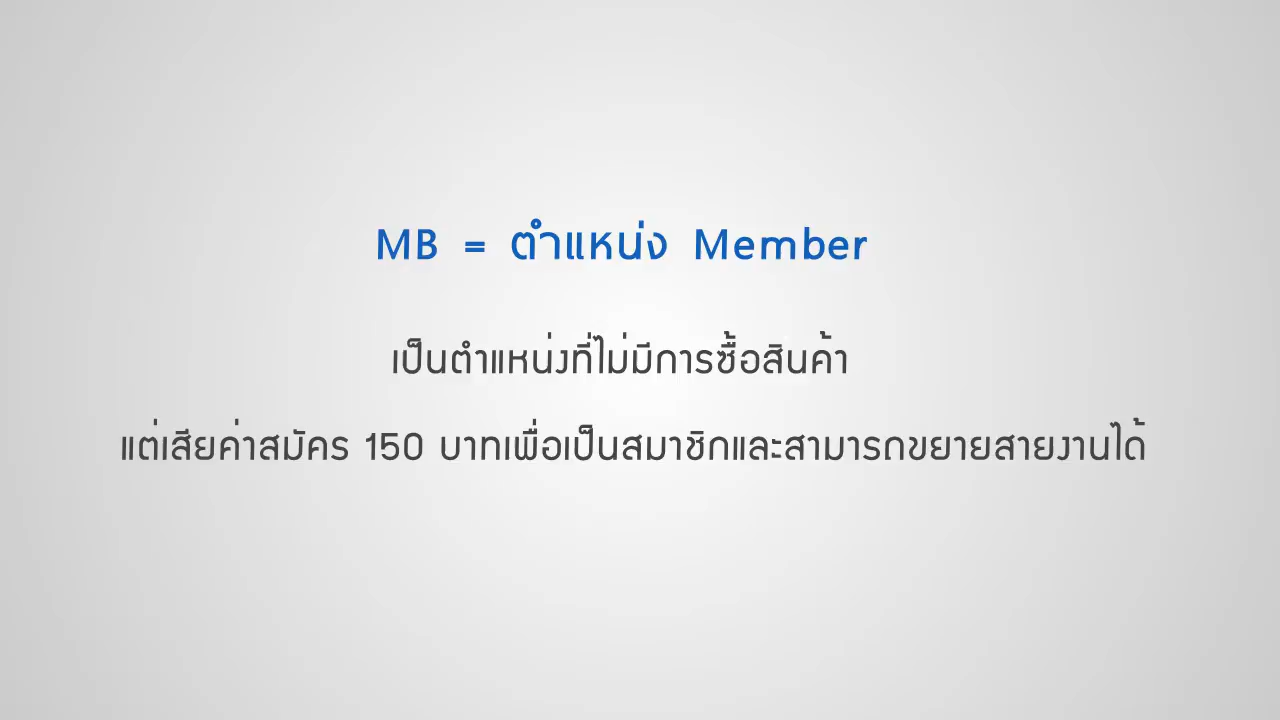 MB = ตำแหน่ง Member
เป็นตำแหน่งที่ไม่มีการซื้อสินค้า
แต่เสียค่าสมัคร 150 บาทเพื่อเป็นสมาชิกและสามารถขยายสายงานได้